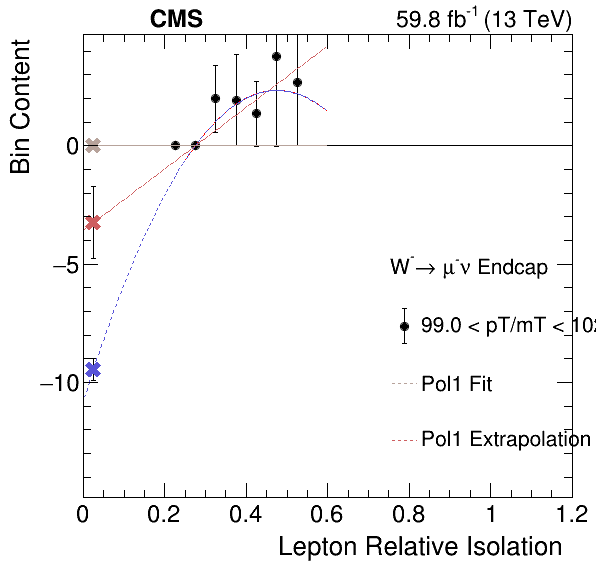 CMS 59.8 fb⁻¹ (13 TeV)
Bin Content
0
−5
−10
W⁻→ μ⁻ν Endcap
99.0 < pT/mT < 102
Pol1 Fit
Pol1 Extrapolation
0 0.2 0.4 0.6 0.8 1 1.2
Lepton Relative Isolation